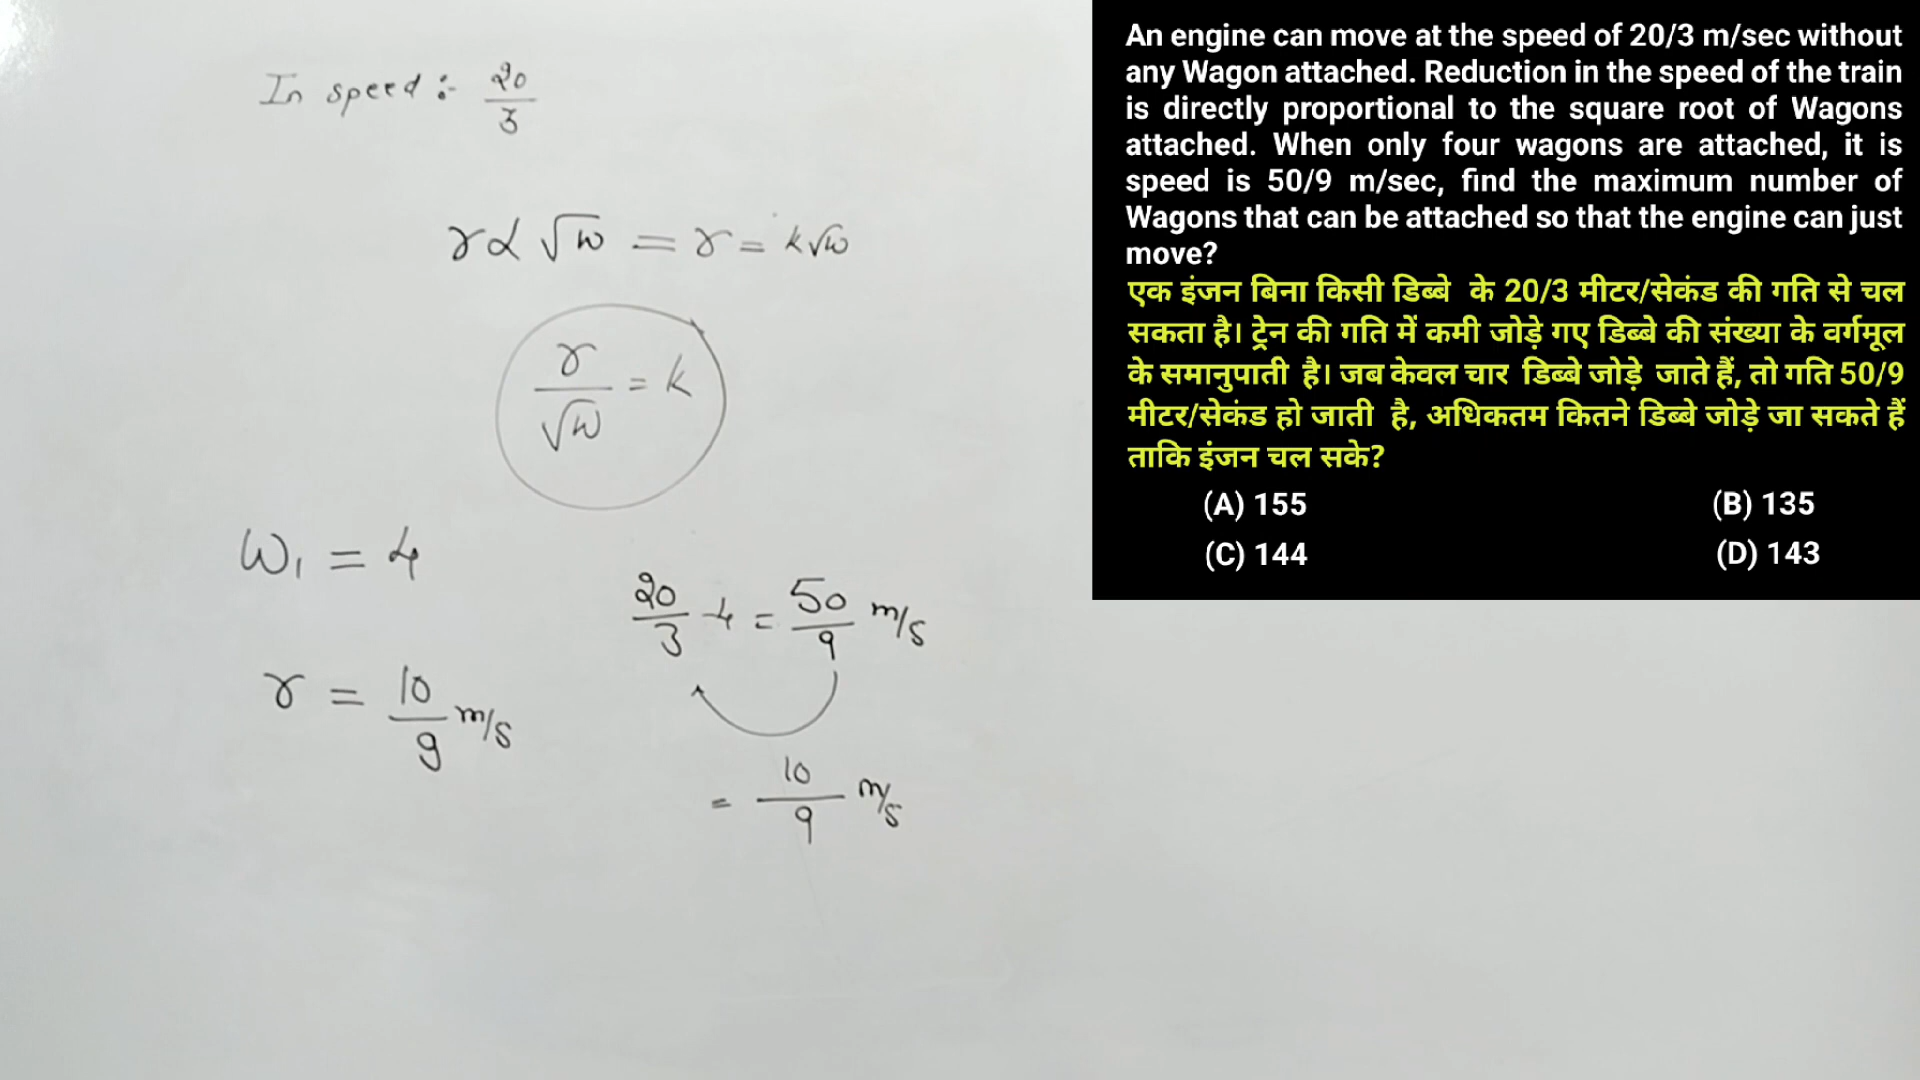 In speed :- 20/3
r ∝ √w = r = k√w
r/√w = k
W₁ = 4
20/3 - r = 50/9 m/s
r = 10/9 m/s
= 10/9 m/s
An engine can move at the speed of 20/3 m/sec without
any Wagon attached. Reduction in the speed of the train
is directly proportional to the square root of Wagons
attached. When only four wagons are attached, it is
speed is 50/9 m/sec, find the maximum number of
Wagons that can be attached so that the engine can just
move?
एक इंजन बिना किसी डिब्बे के 20/3 मीटर/सेकंड की गति से चल
सकता है। ट्रेन की गति में कमी जोड़े गए डिब्बे की संख्या के वर्गमूल
के समानुपाती है। जब केवल चार डिब्बे जोड़े जाते हैं, तो गति 50/9
मीटर/सेकंड हो जाती है, अधिकतम कितने डिब्बे जोड़े जा सकते हैं
ताकि इंजन चल सके?
(A) 155 (B) 135
(C) 144 (D) 143